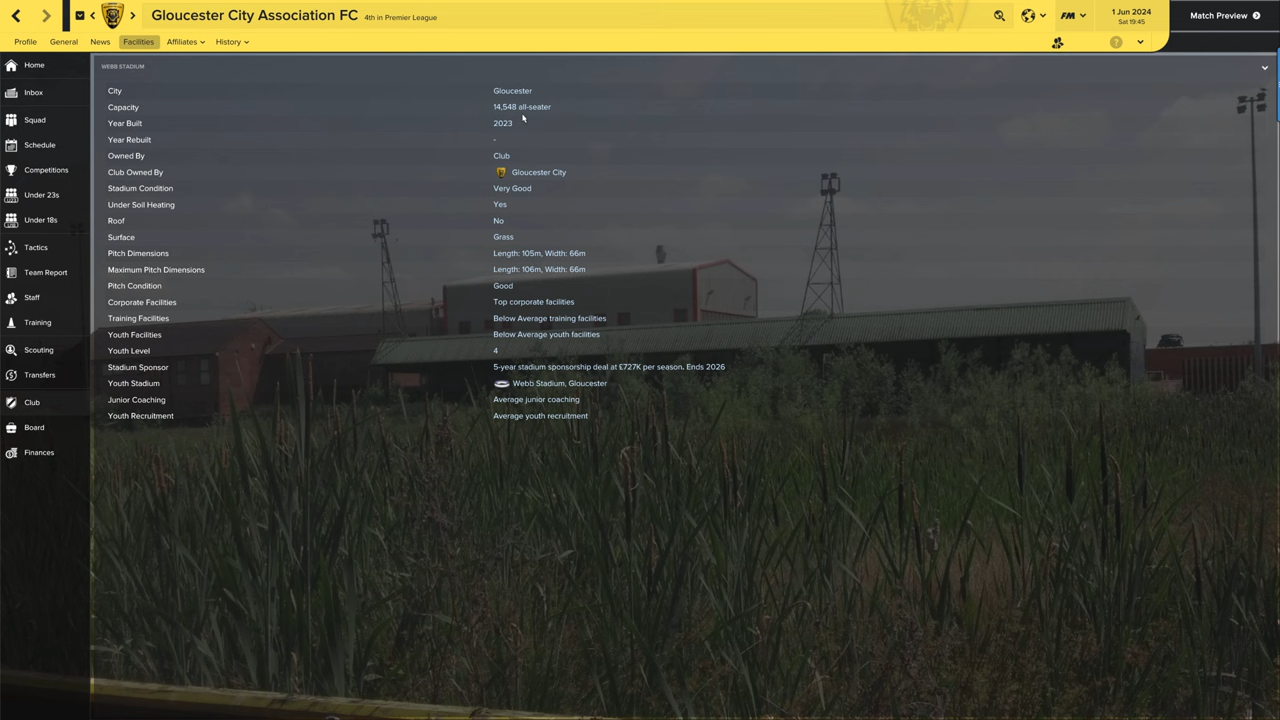 Gloucester City Association FC 4th in Premier League
FM
1 Jun 2024
Sat 19:45
Match Preview
Profile General News Facilities Affiliates History
Home
Inbox
Squad
Schedule
Competitions
Under 23s
Under 18s
Tactics
Team Report
Staff
Training
Scouting
Transfers
Club
Board
Finances
WEBB STADIUM
City Gloucester
Capacity 14,548 all-seater
Year Built 2023
Year Rebuilt -
Owned By Club
Club Owned By Gloucester City
Stadium Condition Very Good
Under Soil Heating Yes
Roof No
Surface Grass
Pitch Dimensions Length: 105m, Width: 66m
Maximum Pitch Dimensions Length: 106m, Width: 66m
Pitch Condition Good
Corporate Facilities Top corporate facilities
Training Facilities Below Average training facilities
Youth Facilities Below Average youth facilities
Youth Level 4
Stadium Sponsor 5-year stadium sponsorship deal at £727K per season. Ends 2026
Youth Stadium Webb Stadium, Gloucester
Junior Coaching Average junior coaching
Youth Recruitment Average youth recruitment